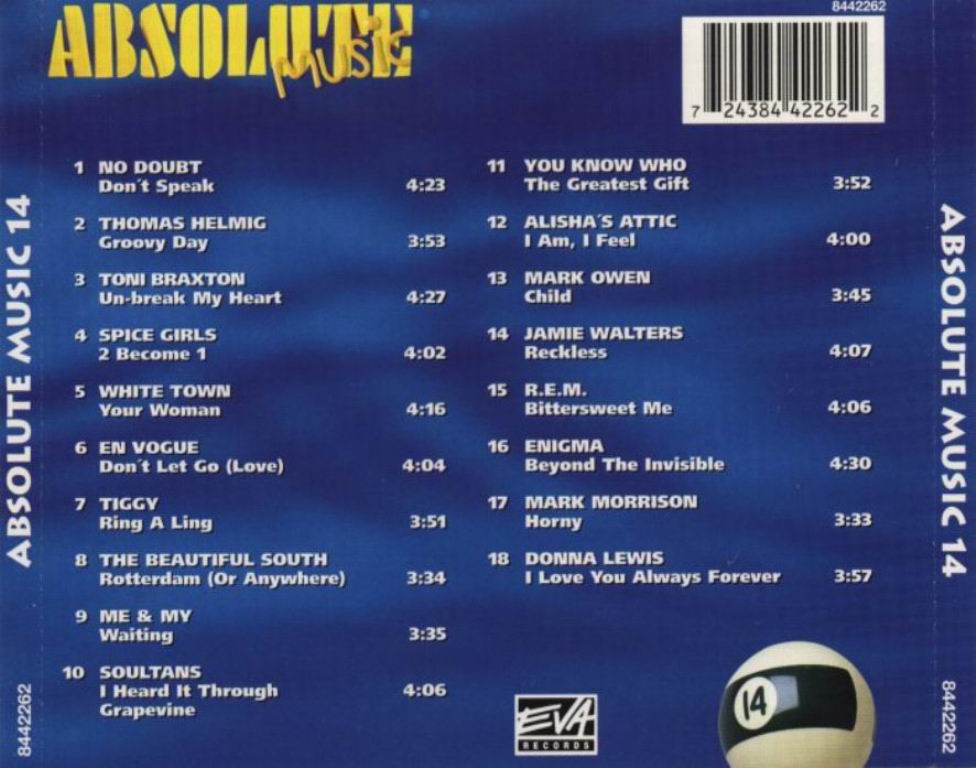 ABSOLUTE
music
8442262
7 24384 42262 2
1 NO DOUBT
Don´t Speak 4:23
2 THOMAS HELMIG
Groovy Day 3:53
3 TONI BRAXTON
Un-break My Heart 4:27
4 SPICE GIRLS
2 Become 1 4:02
5 WHITE TOWN
Your Woman 4:16
6 EN VOGUE
Don´t Let Go (Love) 4:04
7 TIGGY
Ring A Ling 3:51
8 THE BEAUTIFUL SOUTH
Rotterdam (Or Anywhere) 3:34
9 ME & MY
Waiting 3:35
10 SOULTANS
I Heard It Through 4:06
Grapevine
11 YOU KNOW WHO
The Greatest Gift 3:52
12 ALISHA´S ATTIC
I Am, I Feel 4:00
13 MARK OWEN
Child 3:45
14 JAMIE WALTERS
Reckless 4:07
15 R.E.M.
Bittersweet Me 4:06
16 ENIGMA
Beyond The Invisible 4:30
17 MARK MORRISON
Horny 3:33
18 DONNA LEWIS
I Love You Always Forever 3:57
EVA
RECORDS
14
ABSOLUTE MUSIC 14
8442262
ABSOLUTE MUSIC 14
8442262